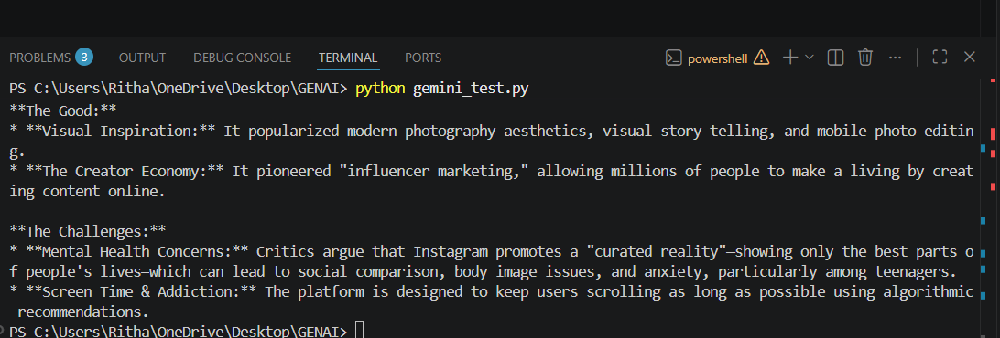 PROBLEMS 3 OUTPUT DEBUG CONSOLE TERMINAL PORTS powershell
PS C:\Users\Ritha\OneDrive\Desktop\GENAI> python gemini_test.py
**The Good:**
* **Visual Inspiration:** It popularized modern photography aesthetics, visual story-telling, and mobile photo editin
g.
* **The Creator Economy:** It pioneered "influencer marketing," allowing millions of people to make a living by creat
ing content online.
**The Challenges:**
* **Mental Health Concerns:** Critics argue that Instagram promotes a "curated reality"—showing only the best parts o
f people's lives—which can lead to social comparison, body image issues, and anxiety, particularly among teenagers.
* **Screen Time & Addiction:** The platform is designed to keep users scrolling as long as possible using algorithmic
 recommendations.
PS C:\Users\Ritha\OneDrive\Desktop\GENAI>